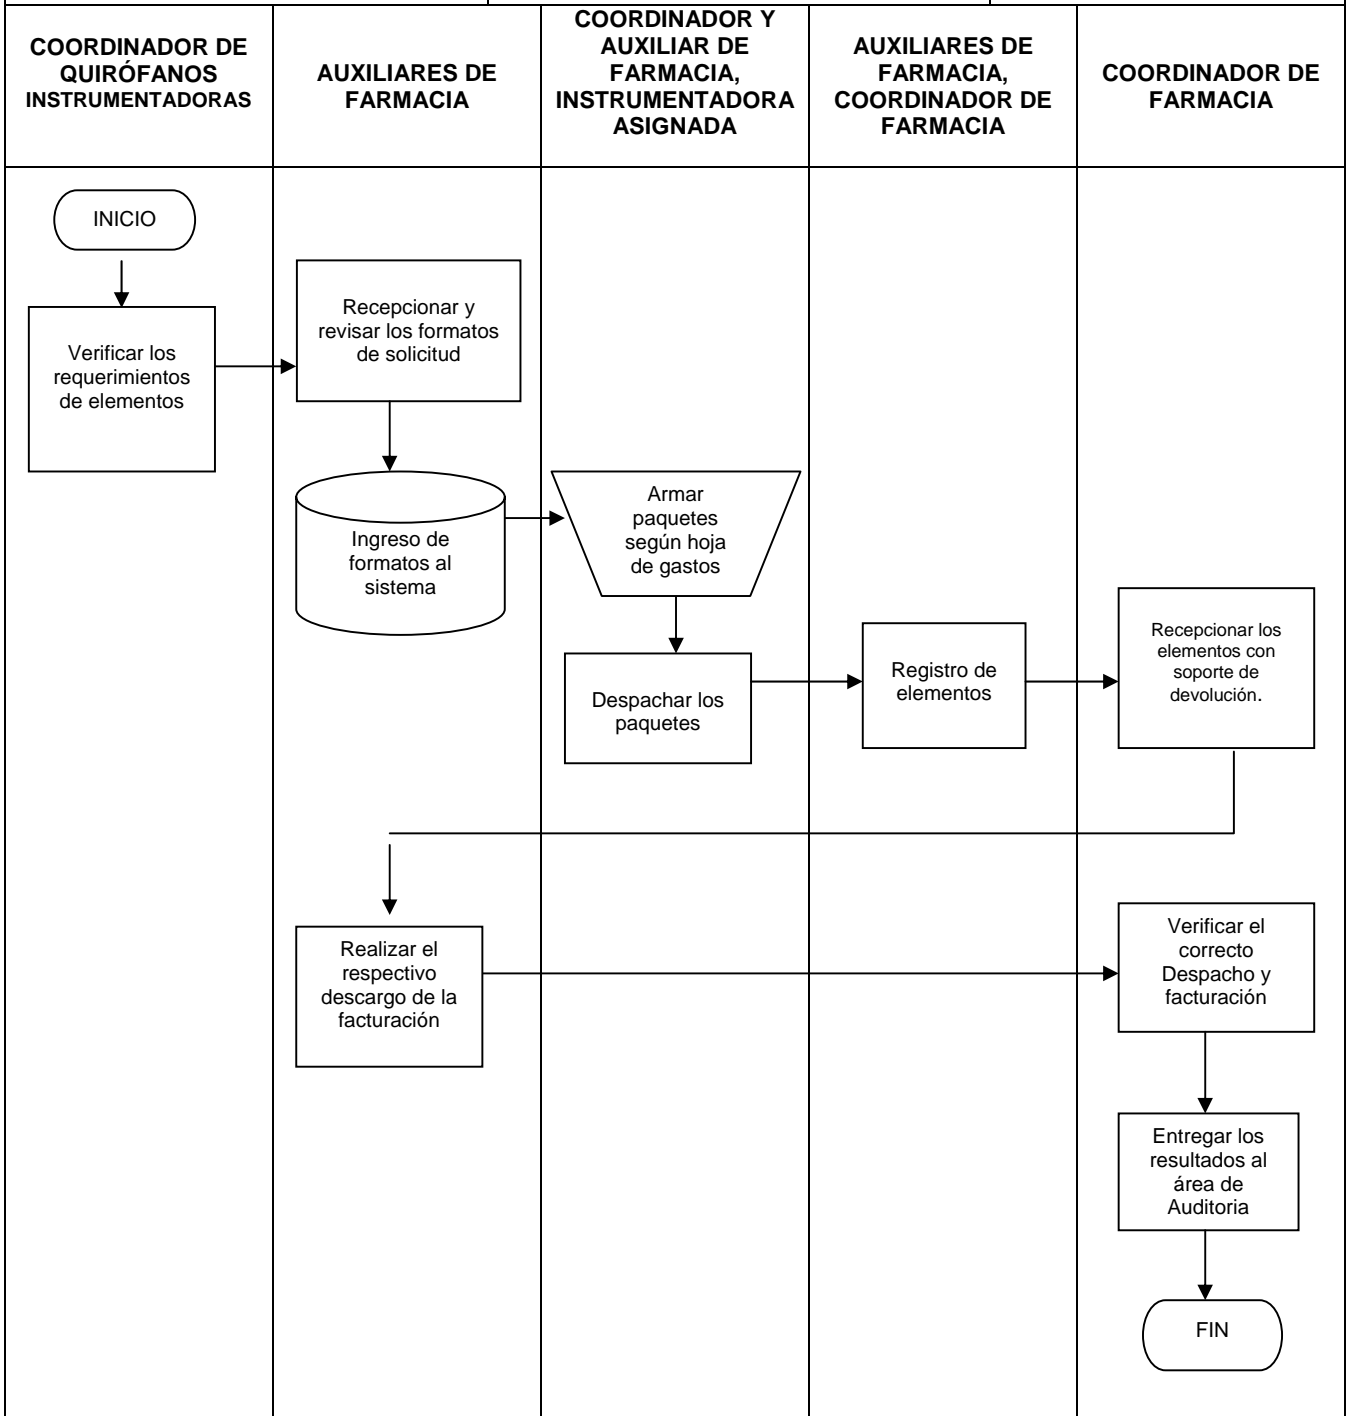 COORDINADOR DE
QUIRÓFANOS
INSTRUMENTADORAS
AUXILIARES DE
FARMACIA
COORDINADOR Y
AUXILIAR DE
FARMACIA,
INSTRUMENTADORA
ASIGNADA
AUXILIARES DE
FARMACIA,
COORDINADOR DE
FARMACIA
COORDINADOR DE
FARMACIA
INICIO
Verificar los
requerimientos
de elementos
Recepcionar y
revisar los formatos
de solicitud
Ingreso de
formatos al
sistema
Armar
paquetes
según hoja
de gastos
Despachar los
paquetes
Registro de
elementos
Recepcionar los
elementos con
soporte de
devolución.
Realizar el
respectivo
descargo de la
facturación
Verificar el
correcto
Despacho y
facturación
Entregar los
resultados al
área de
Auditoria
FIN